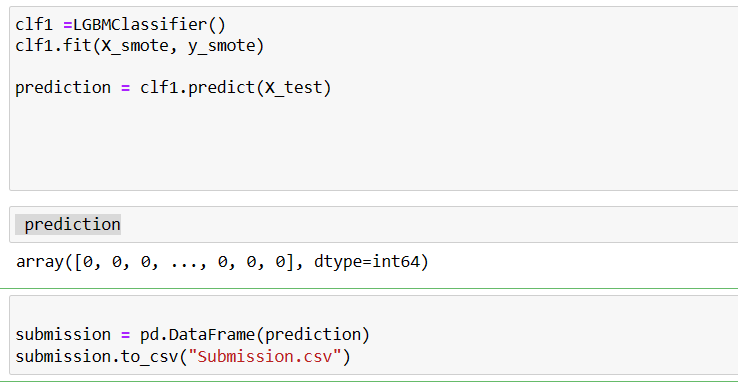 clf1 =LGBMClassifier()
clf1.fit(X_smote, y_smote)
prediction = clf1.predict(X_test)
prediction
array([0, 0, 0, ..., 0, 0, 0], dtype=int64)
submission = pd.DataFrame(prediction)
submission.to_csv("Submission.csv")